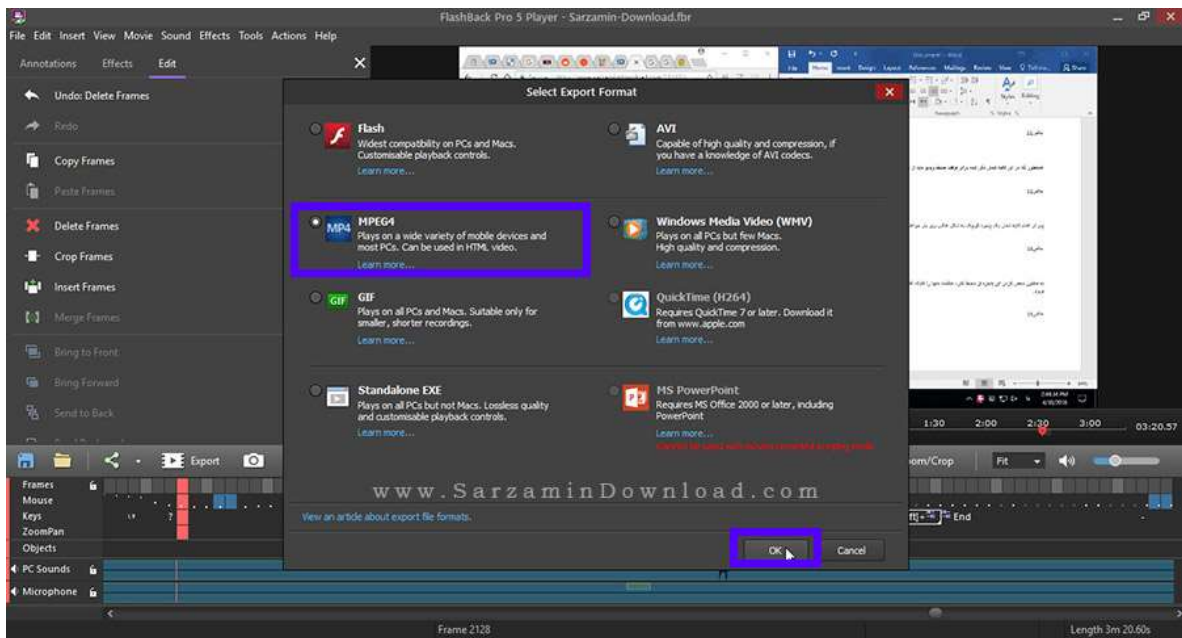 FlashBack Pro 5 Player - Sarzamin-Download.fbr
File Edit Insert View Movie Sound Effects Tools Actions Help
Annotations Effects Edit
Undo: Delete Frames
Redo
Copy Frames
Paste Frames
Delete Frames
Crop Frames
Insert Frames
Merge Frames
Bring to Front
Bring Forward
Send to Back
Select Export Format
Flash
Widest compatbility on PCs and Macs.
Customisable playback controls.
Learn more...
AVI
Capable of high quality and compression, if
you have a knowledge of AVI codecs.
Learn more...
MP4
MPEG4
Plays on a wide variety of mobile devices and
most PCs. Can be used in HTML video.
Learn more...
Windows Media Video (WMV)
Plays on all PCs but few Macs.
High quality and compression.
Learn more...
GIF
GIF
Plays on all PCs and Macs. Suitable only for
smaller, shorter recordings.
Learn more...
QuickTime (H264)
Requires QuickTime 7 or later. Download it
from www.apple.com
Learn more...
Standalone EXE
Plays on all PCs but not Macs. Lossless quality
and customisable playback controls.
Learn more...
MS PowerPoint
Requires MS Office 2000 or later, including
PowerPoint
Learn more...
www.SarzaminDownload.com
View an article about export file formats.
OK Cancel
1:30 2:00 2:30 3:00 03:20.57
Export
om/Crop Fit
Frames
Mouse
Keys
ZoomPan
Objects
PC Sounds
Microphone
End
Frame 2128 Length 3m 20.60s